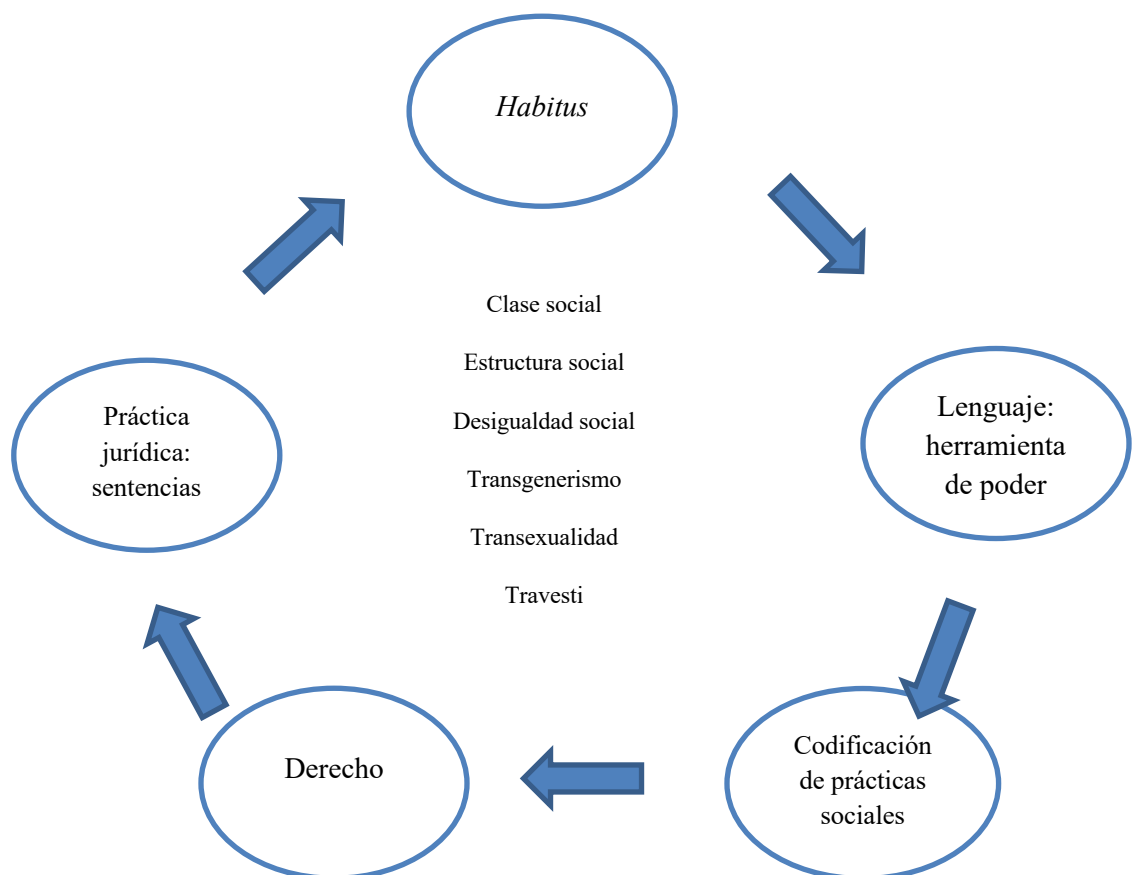 Habitus
Clase social
Estructura social
Desigualdad social
Transgenerismo
Transexualidad
Travesti
Lenguaje:
herramienta
de poder
Codificación
de prácticas
sociales
Derecho
Práctica
jurídica:
sentencias